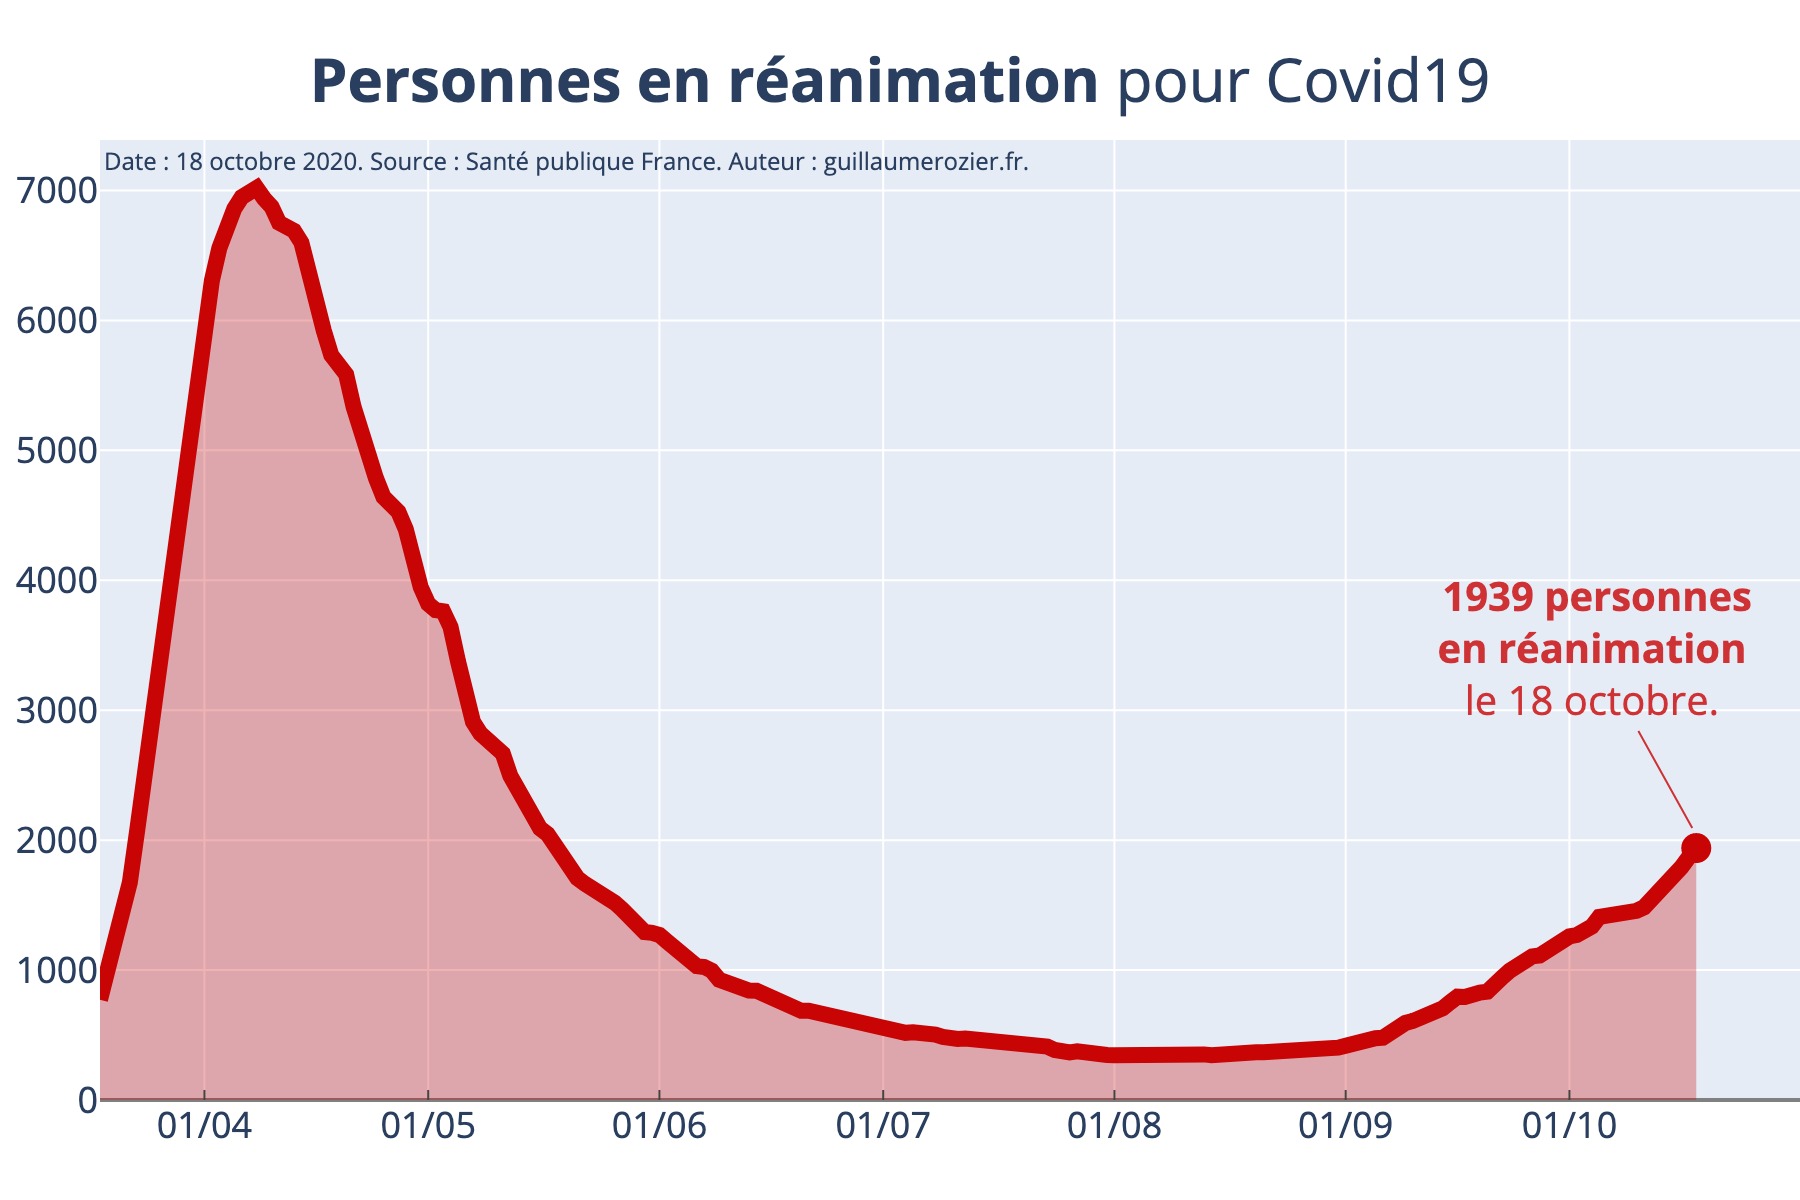 Personnes en réanimation pour Covid19
Date : 18 octobre 2020. Source : Santé publique France. Auteur : guillaumerozier.fr.
7000
6000
5000
4000
3000
2000
1000
0
1939 personnes
en réanimation
le 18 octobre.
01/04 01/05 01/06 01/07 01/08 01/09 01/10